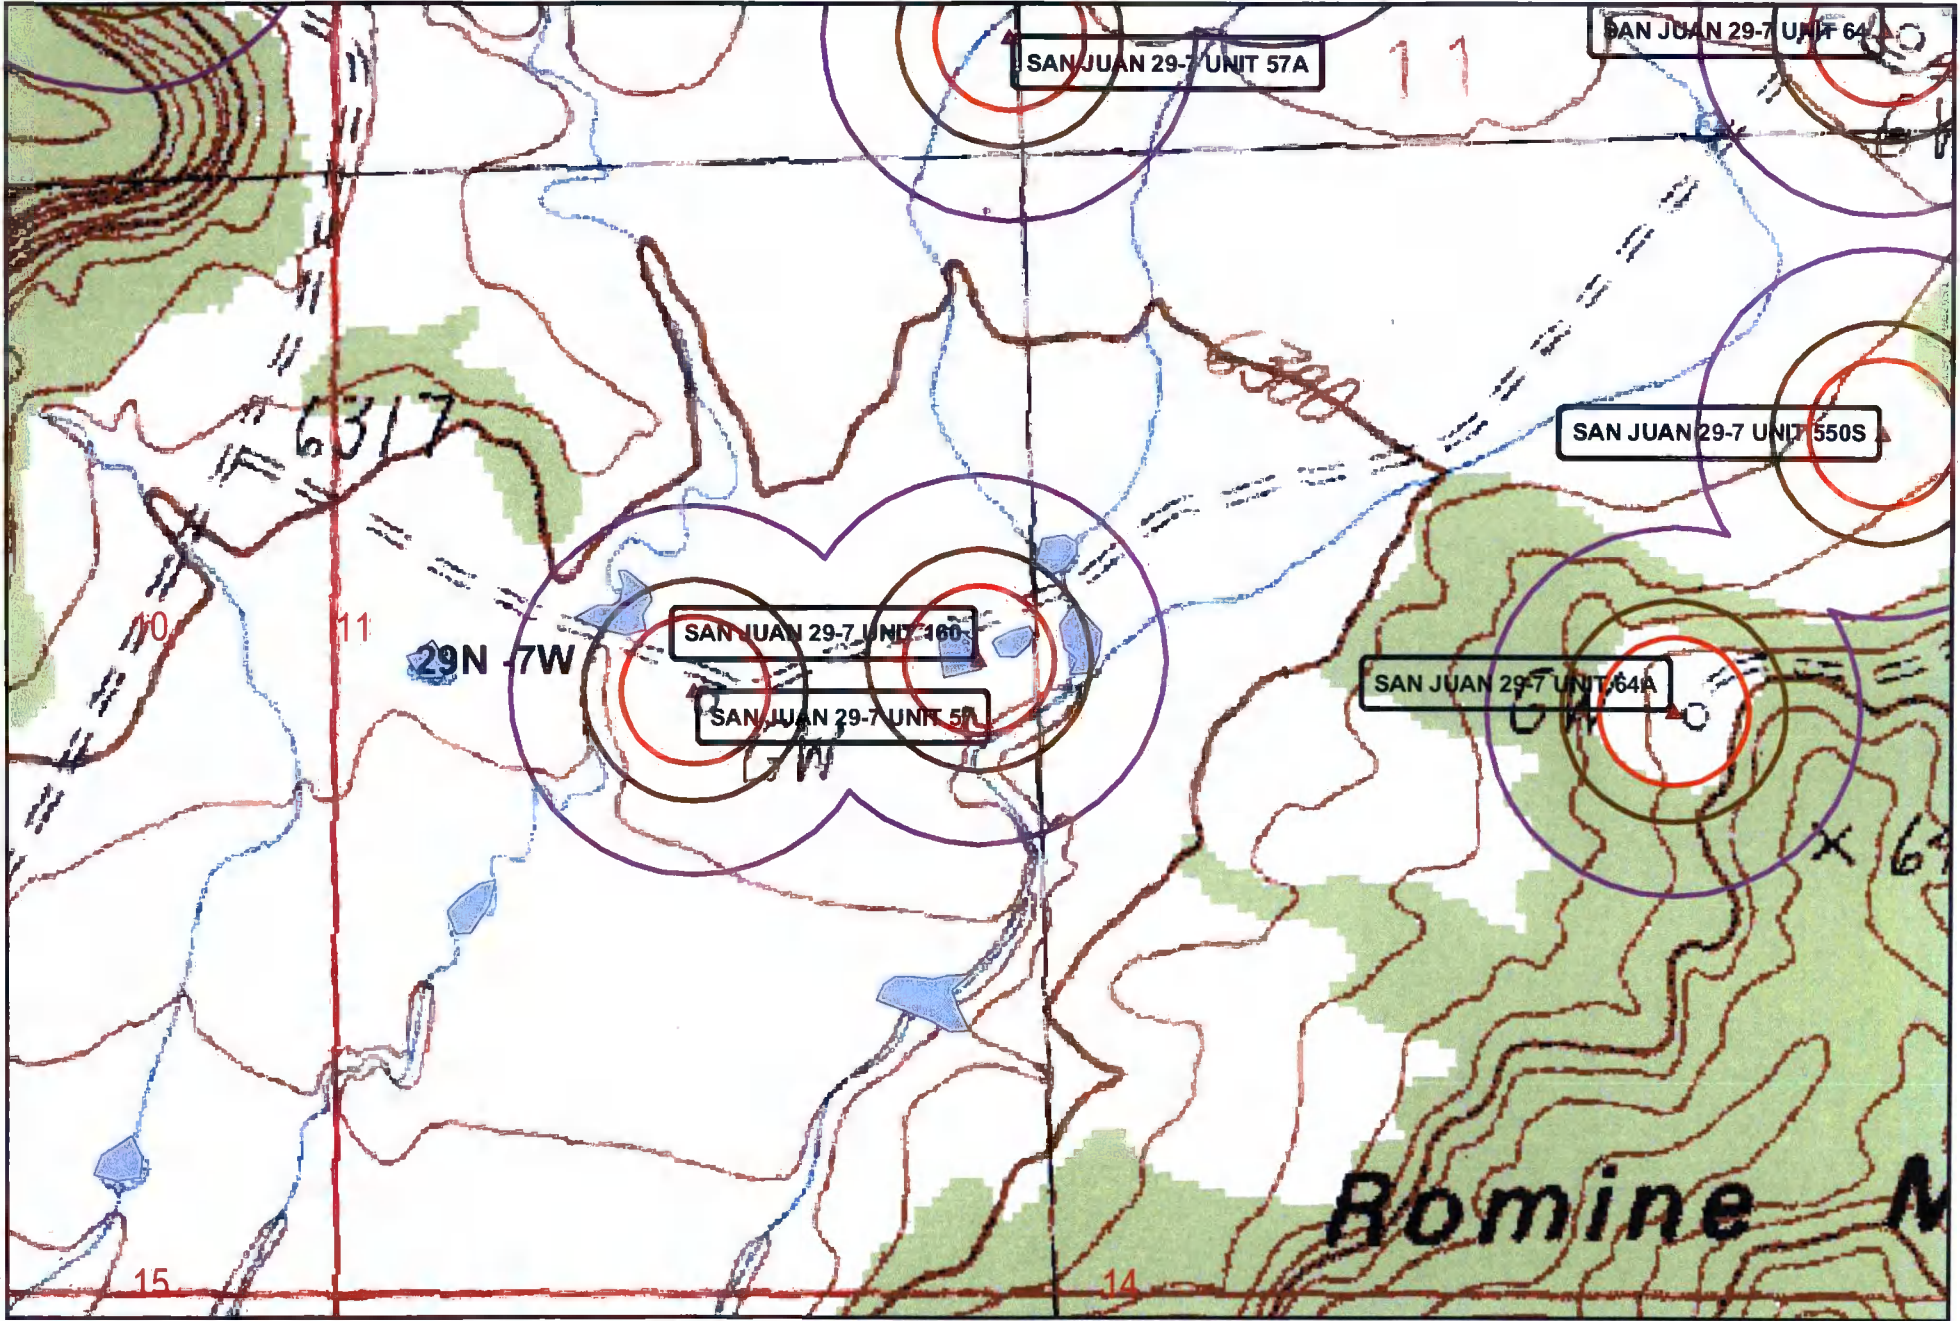 SAN JUAN 29-7 UNIT 57A
11
SAN JUAN 29-7 UNIT 64
6300
6317
SAN JUAN 29-7 UNIT 550S
10
11
29N 7W
SAN JUAN 29-7 UNIT 160
SAN JUAN 29-7 UNIT 57
SAN JUAN 29-7 UNIT 64A
W
Romine M
15
14